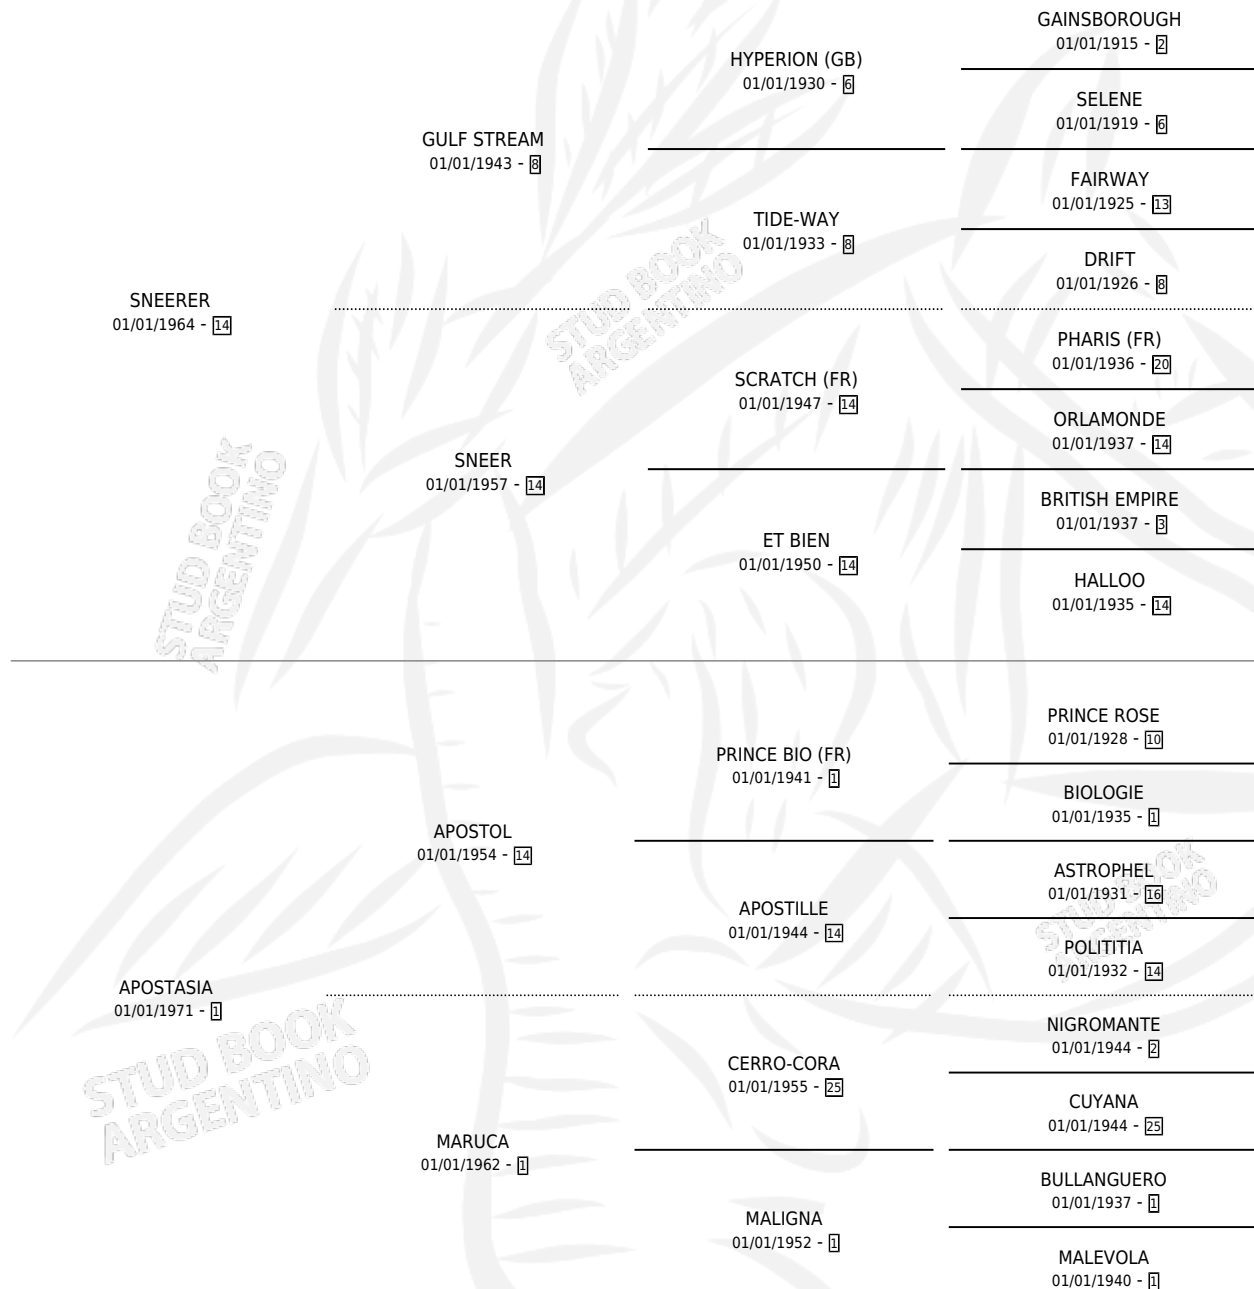 GAINSBOROUGH
01/01/1915 - 2
HYPERION (GB)
01/01/1930 - 6
SELENE
01/01/1919 - 6
GULF STREAM
01/01/1943 - 8
FAIRWAY
01/01/1925 - 13
TIDE-WAY
01/01/1933 - 8
DRIFT
01/01/1926 - 8
SNEERER
01/01/1964 - 14
STUD BOOK
ARGENTINO
PHARIS (FR)
01/01/1936 - 20
SCRATCH (FR)
01/01/1947 - 14
ORLAMONDE
01/01/1937 - 14
SNEER
01/01/1957 - 14
BRITISH EMPIRE
01/01/1937 - 3
ET BIEN
01/01/1950 - 14
HALLOO
01/01/1935 - 14
STUD BOOK
ARGENTINO
PRINCE ROSE
01/01/1928 - 10
PRINCE BIO (FR)
01/01/1941 - 1
BIOLOGIE
01/01/1935 - 1
APOSTOL
01/01/1954 - 14
ASTROPHEL
01/01/1931 - 16
APOSTILLE
01/01/1944 - 14
POLITITIA
01/01/1932 - 14
STUD BOOK
ARGENTINO
APOSTASIA
01/01/1971 - 1
NIGROMANTE
01/01/1944 - 2
CERRO-CORA
01/01/1955 - 25
CUYANA
01/01/1944 - 25
STUD BOOK
ARGENTINO
MARUCA
01/01/1962 - 1
BULLANGUERO
01/01/1937 - 1
MALIGNA
01/01/1952 - 1
MALEVOLA
01/01/1940 - 1